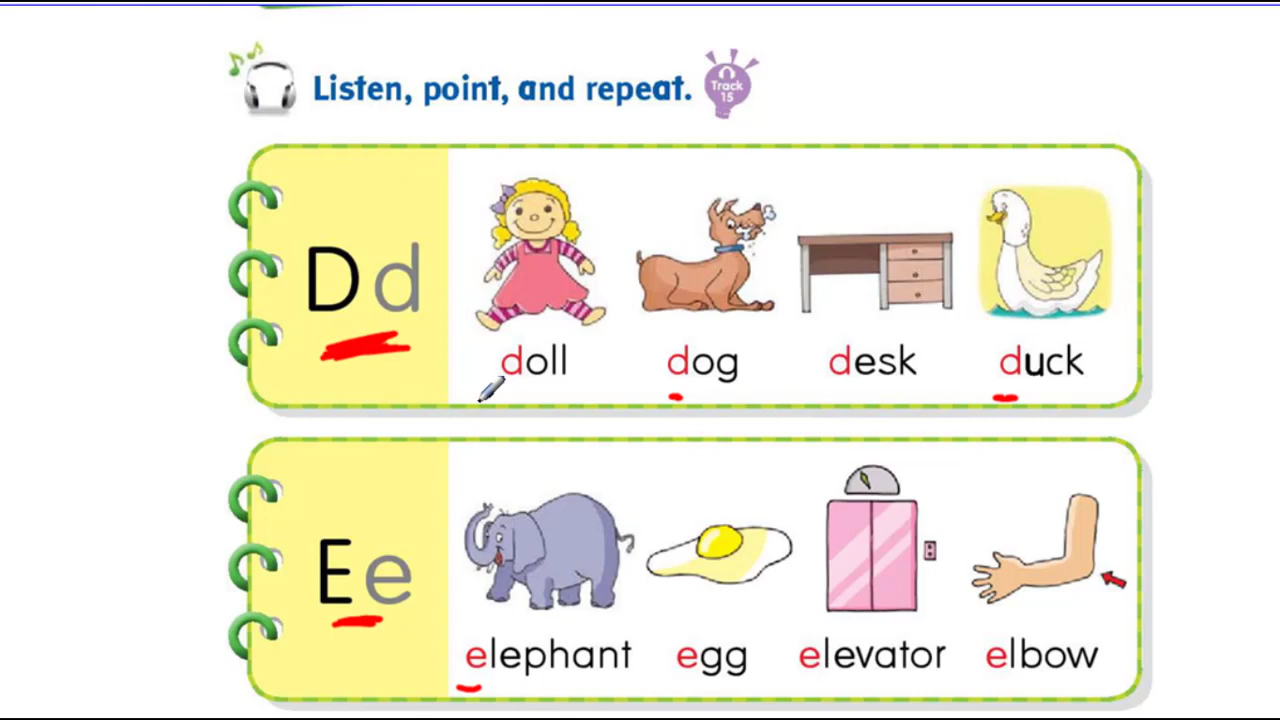 Listen, point, and repeat.
Track
15
Dd
doll dog desk duck
Ee
elephant egg elevator elbow